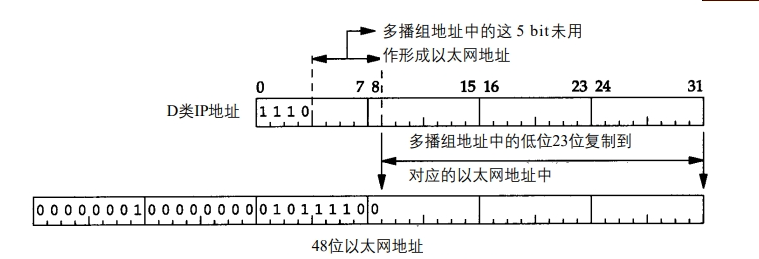 多播组地址中的这 5 bit未用
作形成以太网地址
0 7 8 15 16 23 24 31
D类IP地址 1 1 1 0
多播组地址中的低位23位复制到
对应的以太网地址中
0 0 0 0 0 0 0 1 0 0 0 0 0 0 0 0 0 1 0 1 1 1 1 0 0
48位以太网地址